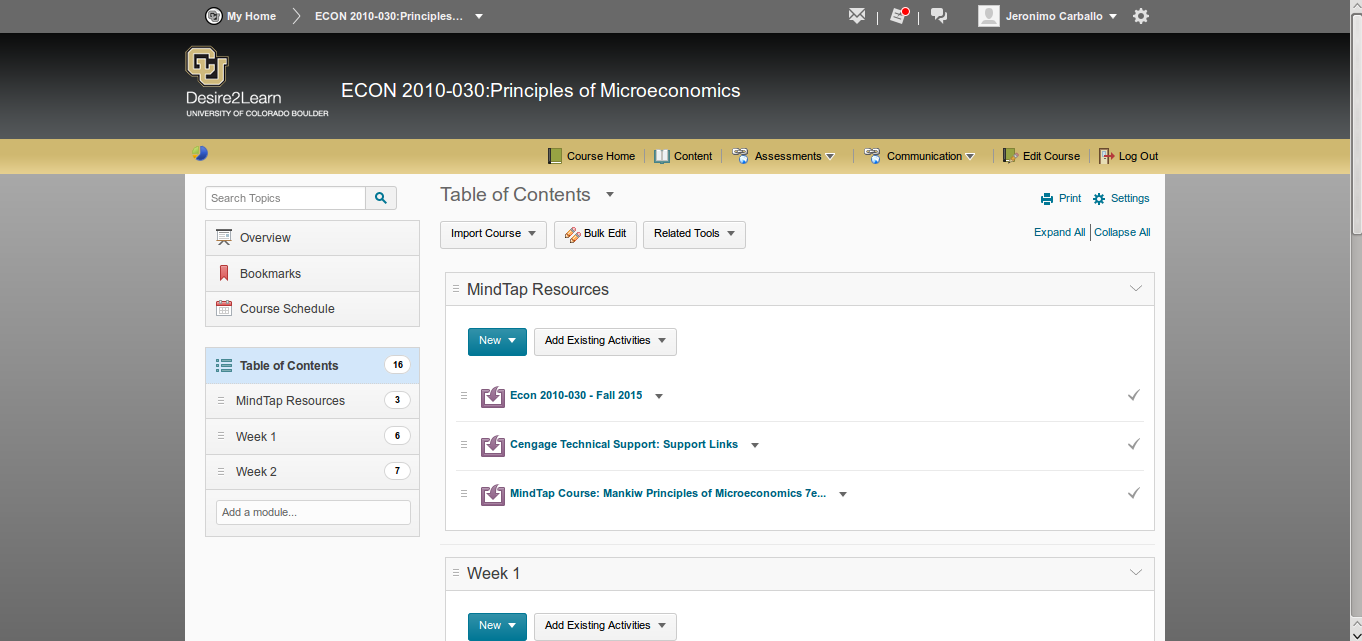 My Home
ECON 2010-030:Principles...
Jeronimo Carballo
CU
Desire2Learn
UNIVERSITY OF COLORADO BOULDER
ECON 2010-030:Principles of Microeconomics
Course Home
Content
Assessments
Communication
Edit Course
Log Out
Search Topics
Overview
Bookmarks
Course Schedule
Table of Contents 16
MindTap Resources 3
Week 1 6
Week 2 7
Add a module...
Table of Contents
Print
Settings
Import Course
Bulk Edit
Related Tools
Expand All
Collapse All
MindTap Resources
New
Add Existing Activities
Econ 2010-030 - Fall 2015
Cengage Technical Support: Support Links
MindTap Course: Mankiw Principles of Microeconomics 7e...
Week 1
New
Add Existing Activities